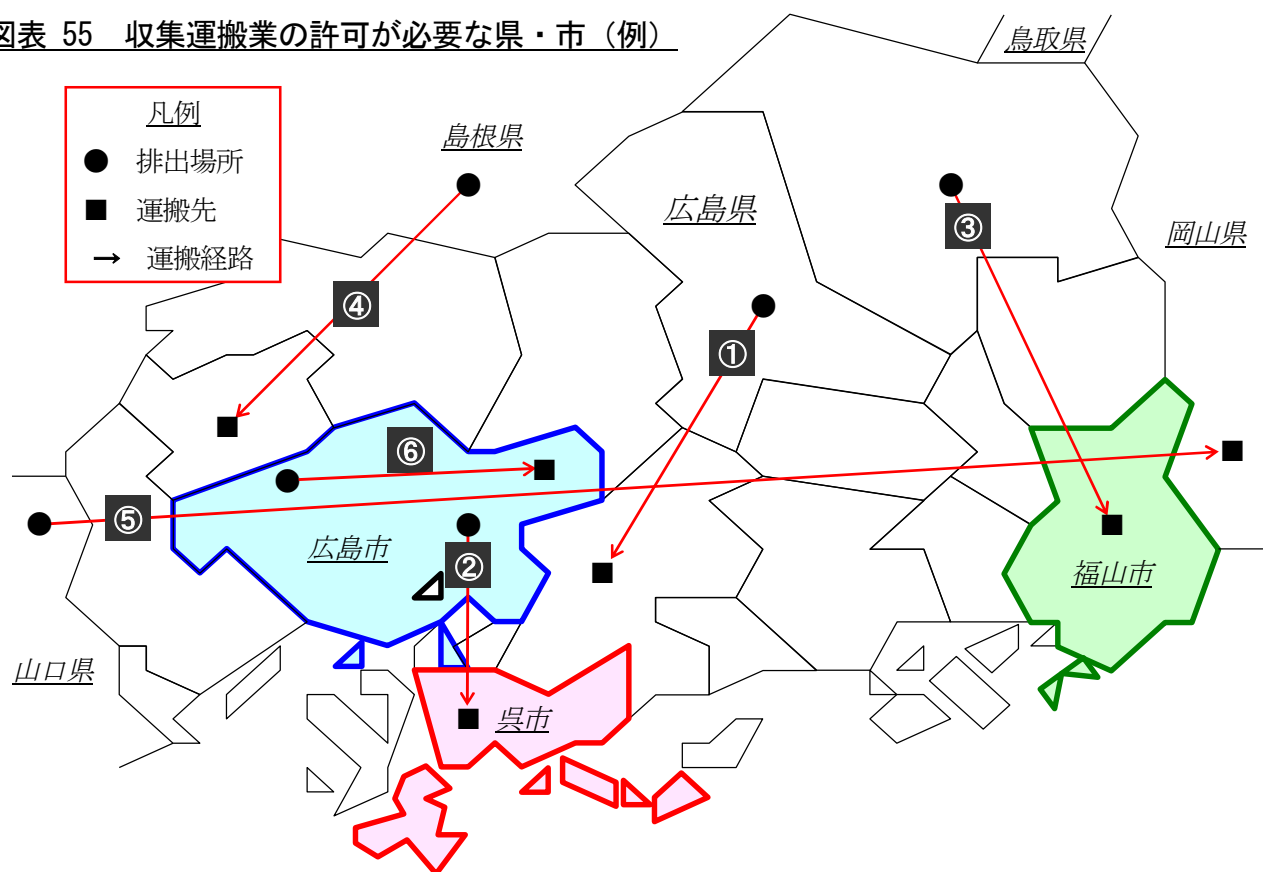 図表 55 収集運搬業の許可が必要な県・市（例）
鳥取県
凡例
● 排出場所
■ 運搬先
→ 運搬経路
島根県
広島県
岡山県
③
④
①
⑥
⑤
広島市
②
福山市
山口県
呉市